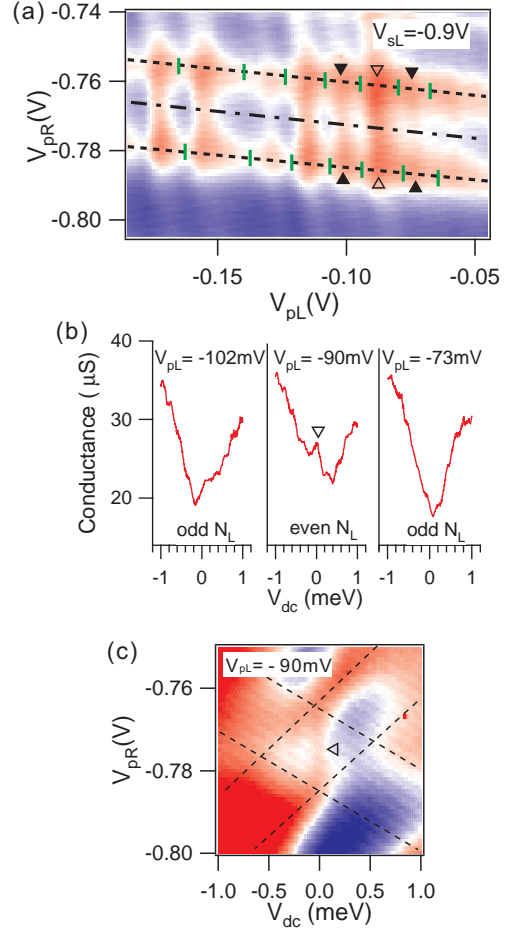 (a)
V_sL=-0.9V
V_pR(V)
-0.74
-0.76
-0.78
-0.80
-0.15
-0.10
-0.05
V_pL(V)
(b)
Conductance ( μS)
40
30
20
V_pL= -102mV
V_pL= -90mV
V_pL= -73mV
odd N_L
even N_L
odd N_L
-1 0 1
-1 0 1
-1 0 1
V_dc (meV)
(c)
V_pL= - 90mV
V_pR(V)
-0.76
-0.78
-0.80
-1.0 -0.5 0.0 0.5 1.0
V_dc (meV)